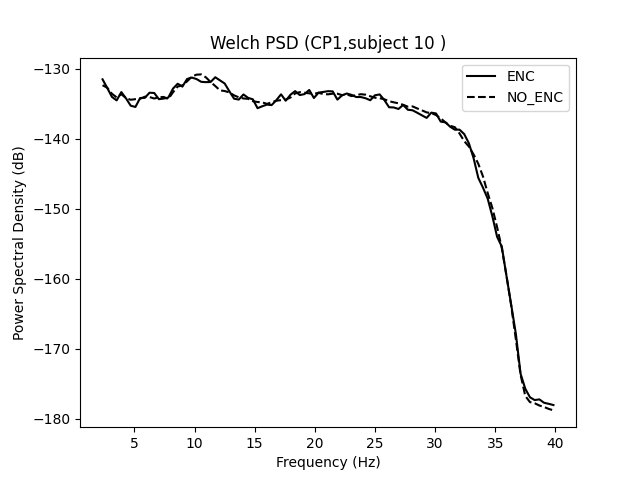 Welch PSD (CP1,subject 10 )
ENC
NO_ENC
Power Spectral Density (dB)
−130
−140
−150
−160
−170
−180
5 10 15 20 25 30 35 40
Frequency (Hz)